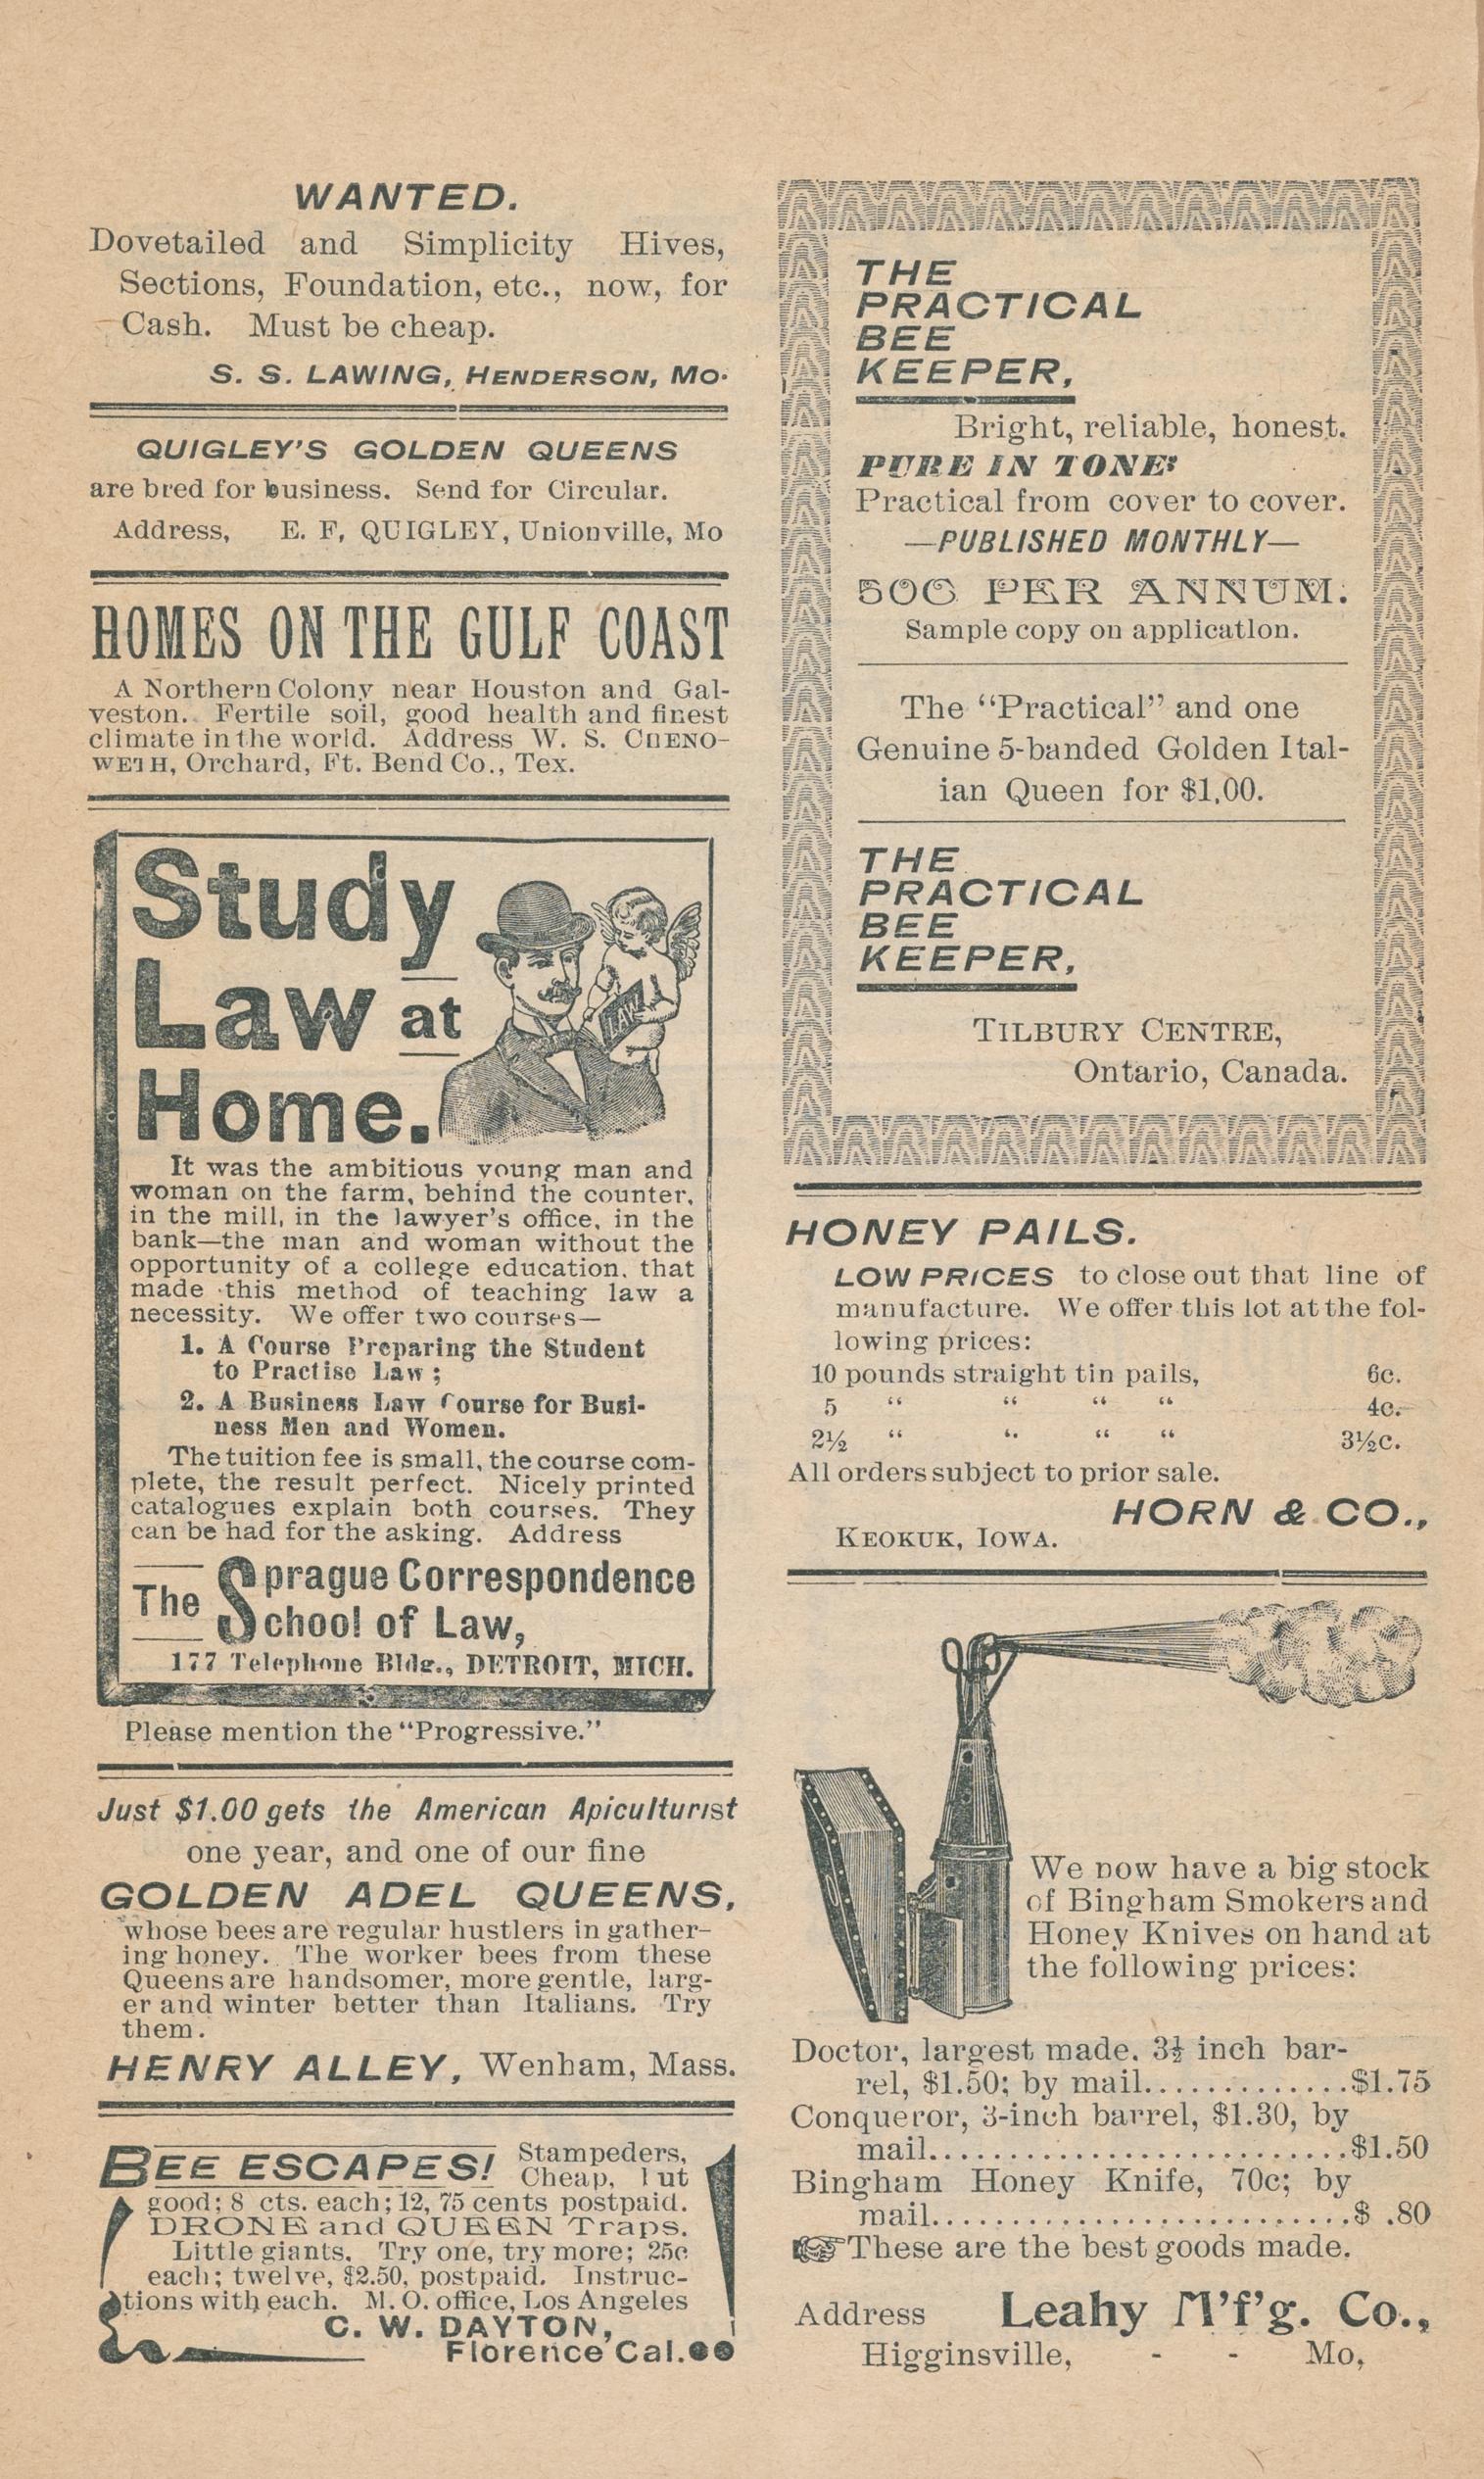 WANTED.
Dovetailed and Simplicity Hives,
Sections, Foundation, etc., now, for
Cash. Must be cheap.
S. S. LAWING, HENDERSON, MO.
QUIGLEY'S GOLDEN QUEENS
are bred for business. Send for Circular.
Address, E. F, QUIGLEY, Unionville, Mo
HOMES ON THE GULF COAST
A Northern Colony near Houston and Gal-
veston. Fertile soil, good health and finest
climate in the world. Address W. S. CHENO-
WETH, Orchard, Ft. Bend Co., Tex.
Study
Law at
Home.
LAW
It was the ambitious young man and
woman on the farm, behind the counter,
in the mill, in the lawyer's office, in the
bank—the man and woman without the
opportunity of a college education, that
made this method of teaching law a
necessity. We offer two courses—
1. A Course Preparing the Student
to Practise Law;
2. A Business Law Course for Busi-
ness Men and Women.
The tuition fee is small, the course com-
plete, the result perfect. Nicely printed
catalogues explain both courses. They
can be had for the asking. Address
The Sprague Correspondence
School of Law,
177 Telephone Bldg., DETROIT, MICH.
Please mention the "Progressive."
Just $1.00 gets the American Apiculturist
one year, and one of our fine
GOLDEN ADEL QUEENS,
whose bees are regular hustlers in gather-
ing honey. The worker bees from these
Queens are handsomer, more gentle, larg-
er and winter better than Italians. Try
them.
HENRY ALLEY, Wenham, Mass.
BEE ESCAPES! Stampeders,
Cheap, but
good; 8 cts. each; 12, 75 cents postpaid.
DRONE and QUEEN Traps.
Little giants. Try one, try more; 25c
each; twelve, $2.50, postpaid. Instruc-
tions with each. M. O. office, Los Angeles
C. W. DAYTON,
Florence Cal.
THE
PRACTICAL
BEE
KEEPER,
Bright, reliable, honest.
PURE IN TONE:
Practical from cover to cover.
—PUBLISHED MONTHLY—
50C PER ANNUM.
Sample copy on application.
The "Practical" and one
Genuine 5-banded Golden Ital-
ian Queen for $1,00.
THE
PRACTICAL
BEE
KEEPER,
TILBURY CENTRE,
Ontario, Canada.
HONEY PAILS.
LOW PRICES to close out that line of
manufacture. We offer this lot at the fol-
lowing prices:
10 pounds straight tin pails, 6c.
5 " " " " 4c.
2½ " " " " 3½c.
All orders subject to prior sale.
HORN & CO.,
KEOKUK, IOWA.
We now have a big stock
of Bingham Smokers and
Honey Knives on hand at
the following prices:
Doctor, largest made. 3½ inch bar-
rel, $1.50; by mail.............$1.75
Conqueror, 3-inch barrel, $1.30, by
mail...........................$1.50
Bingham Honey Knife, 70c; by
mail...........................$ .80
☞These are the best goods made.
Address Leahy M'f'g. Co.,
Higginsville, - - Mo,